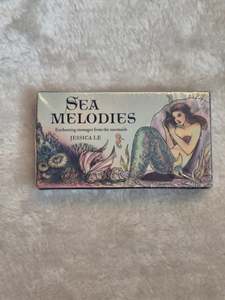 SEA
MELODIES
Enchanting messages from the mermaids
JESSICA LE